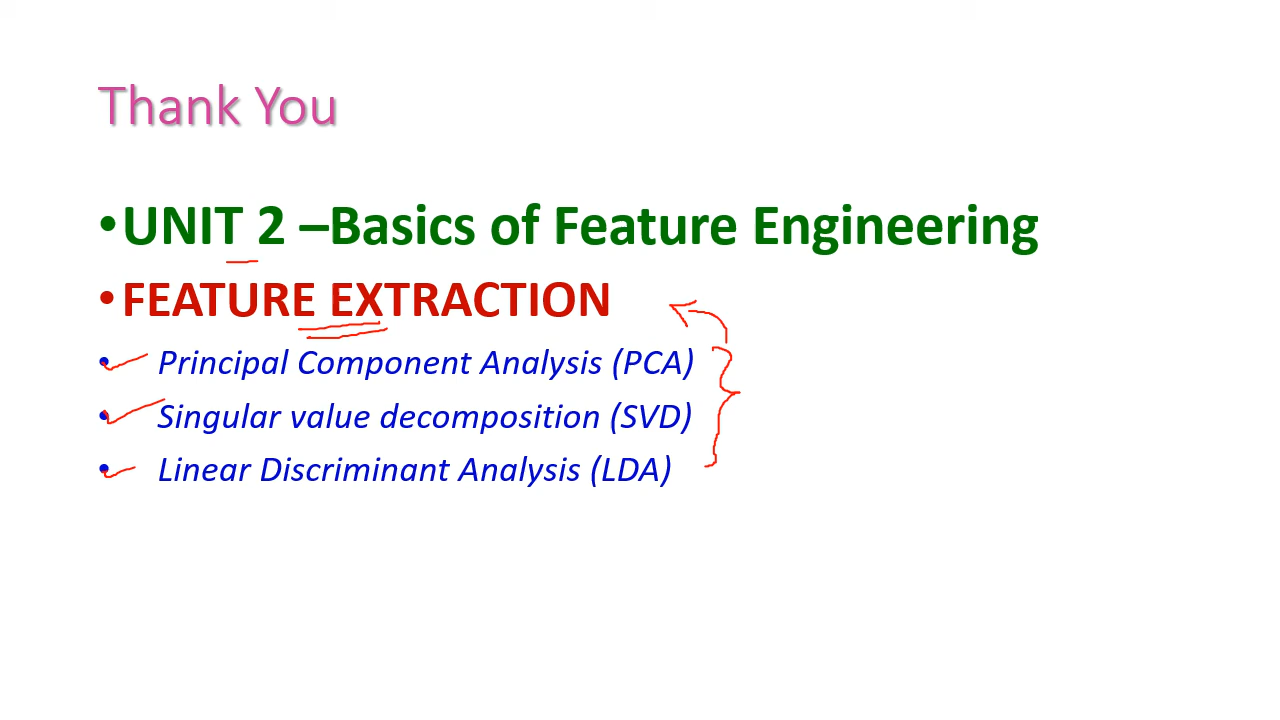 Thank You
•UNIT 2 –Basics of Feature Engineering
•FEATURE EXTRACTION
• Principal Component Analysis (PCA)
• Singular value decomposition (SVD)
• Linear Discriminant Analysis (LDA)